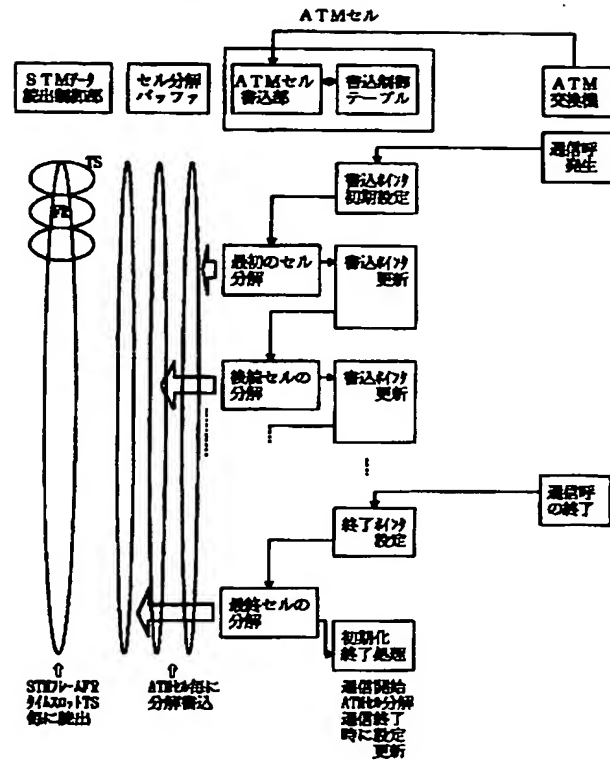 ATMセル
STMデータ
読出制御部
セル分解
バッファ
ATMセル
書込部
書込制御
テーブル
ATM
交換機
通信呼
発生
TS
FR
書込ポインタ
初期設定
最初のセル
分解
書込ポインタ
更新
後続セルの
分解
書込ポインタ
更新
通信呼
の終了
終了ポインタ
設定
最終セルの
分解
初期化
終了処理
STMフレームFR
タイムスロットTS
毎に読出
ATMセル毎に
分解書込
通信開始
ATMセル分解
通信終了
時に設定
更新